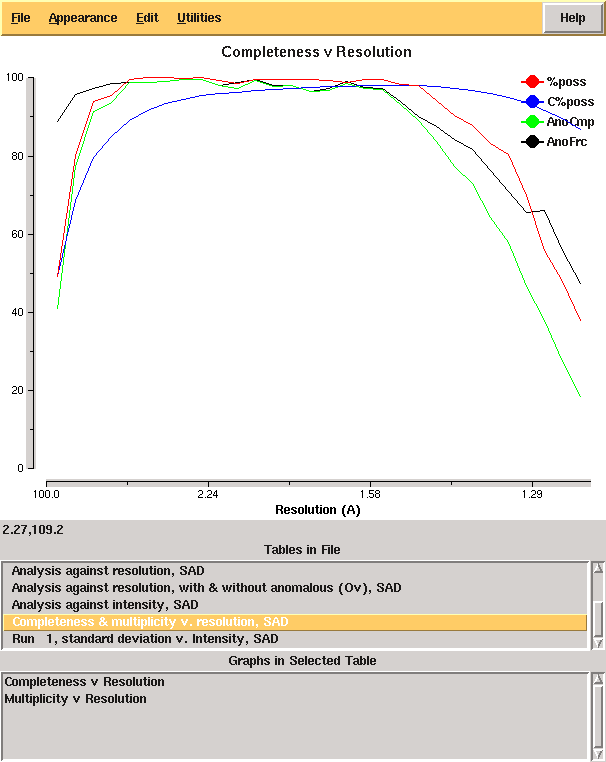 File Appearance Edit Utilities Help
Completeness v Resolution
100
80
60
40
20
0
%poss
C%poss
AnoCmp
AnoFrc
100.0 2.24 1.58 1.29
Resolution (A)
2.27,109.2
Tables in File
Analysis against resolution, SAD
Analysis against resolution, with & without anomalous (Ov), SAD
Analysis against intensity, SAD
Completeness & multiplicity v. resolution, SAD
Run 1, standard deviation v. Intensity, SAD
Graphs in Selected Table
Completeness v Resolution
Multiplicity v Resolution